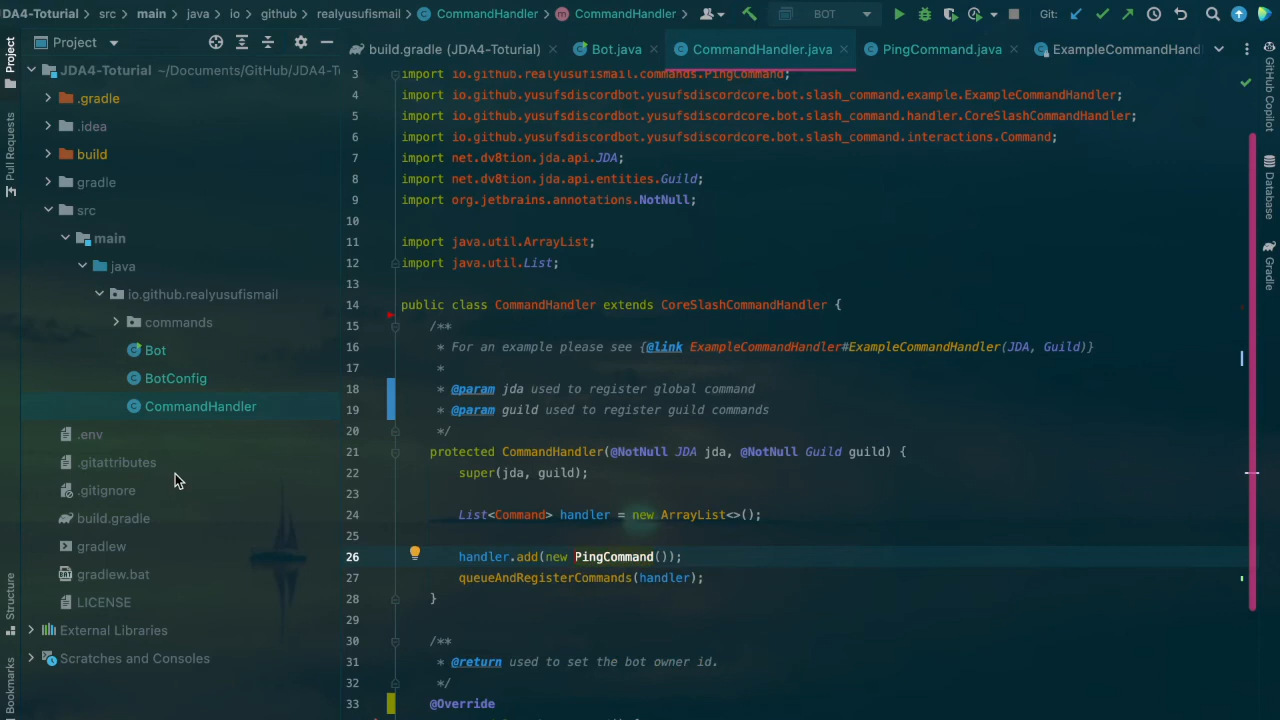 JDA4-Toturial › src › main › java › io › github › realyusufismail › CommandHandler › CommandHandler › BOT Git:
Project
build.gradle (JDA4-Toturial) × Bot.java × CommandHandler.java × PingCommand.java × ExampleCommandHand
Project
Pull Requests
Structure
Bookmarks
JDA4-Toturial ~/Documents/GitHub/JDA4-T
.gradle
.idea
build
gradle
src
main
java
io.github.realyusufismail
commands
Bot
BotConfig
CommandHandler
.env
.gitattributes
.gitignore
build.gradle
gradlew
gradlew.bat
LICENSE
External Libraries
Scratches and Consoles
3 import io.github.realyusufismail.commands.PingCommand;
4 import io.github.yusufsdiscordbot.yusufsdiscordcore.bot.slash_command.example.ExampleCommandHandler;
5 import io.github.yusufsdiscordbot.yusufsdiscordcore.bot.slash_command.handler.CoreSlashCommandHandler;
6 import io.github.yusufsdiscordbot.yusufsdiscordcore.bot.slash_command.interactions.Command;
7 import net.dv8tion.jda.api.JDA;
8 import net.dv8tion.jda.api.entities.Guild;
9 import org.jetbrains.annotations.NotNull;
10
11 import java.util.ArrayList;
12 import java.util.List;
13
14 public class CommandHandler extends CoreSlashCommandHandler {
15 /**
16 * For an example please see {@link ExampleCommandHandler#ExampleCommandHandler(JDA, Guild)}
17 *
18 * @param jda used to register global command
19 * @param guild used to register guild commands
20 */
21 protected CommandHandler(@NotNull JDA jda, @NotNull Guild guild) {
22 super(jda, guild);
23
24 List<Command> handler = new ArrayList<>();
25
26 handler.add(new PingCommand());
27 queueAndRegisterCommands(handler);
28 }
29
30 /**
31 * @return used to set the bot owner id.
32 */
33 @Override
GitHub Copilot
Database
Gradle